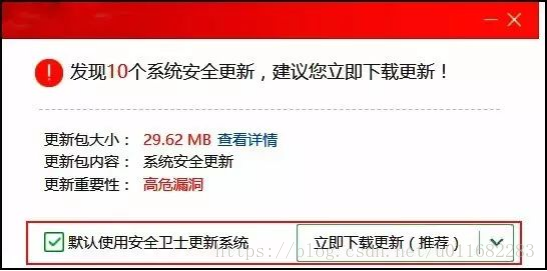 发现10个系统安全更新，建议您立即下载更新！
更新包大小： 29.62 MB 查看详情
更新包内容： 系统安全更新
更新重要性： 高危漏洞
默认使用安全卫士更新系统 立即下载更新（推荐）
https://blog.csdn.net/u011682283